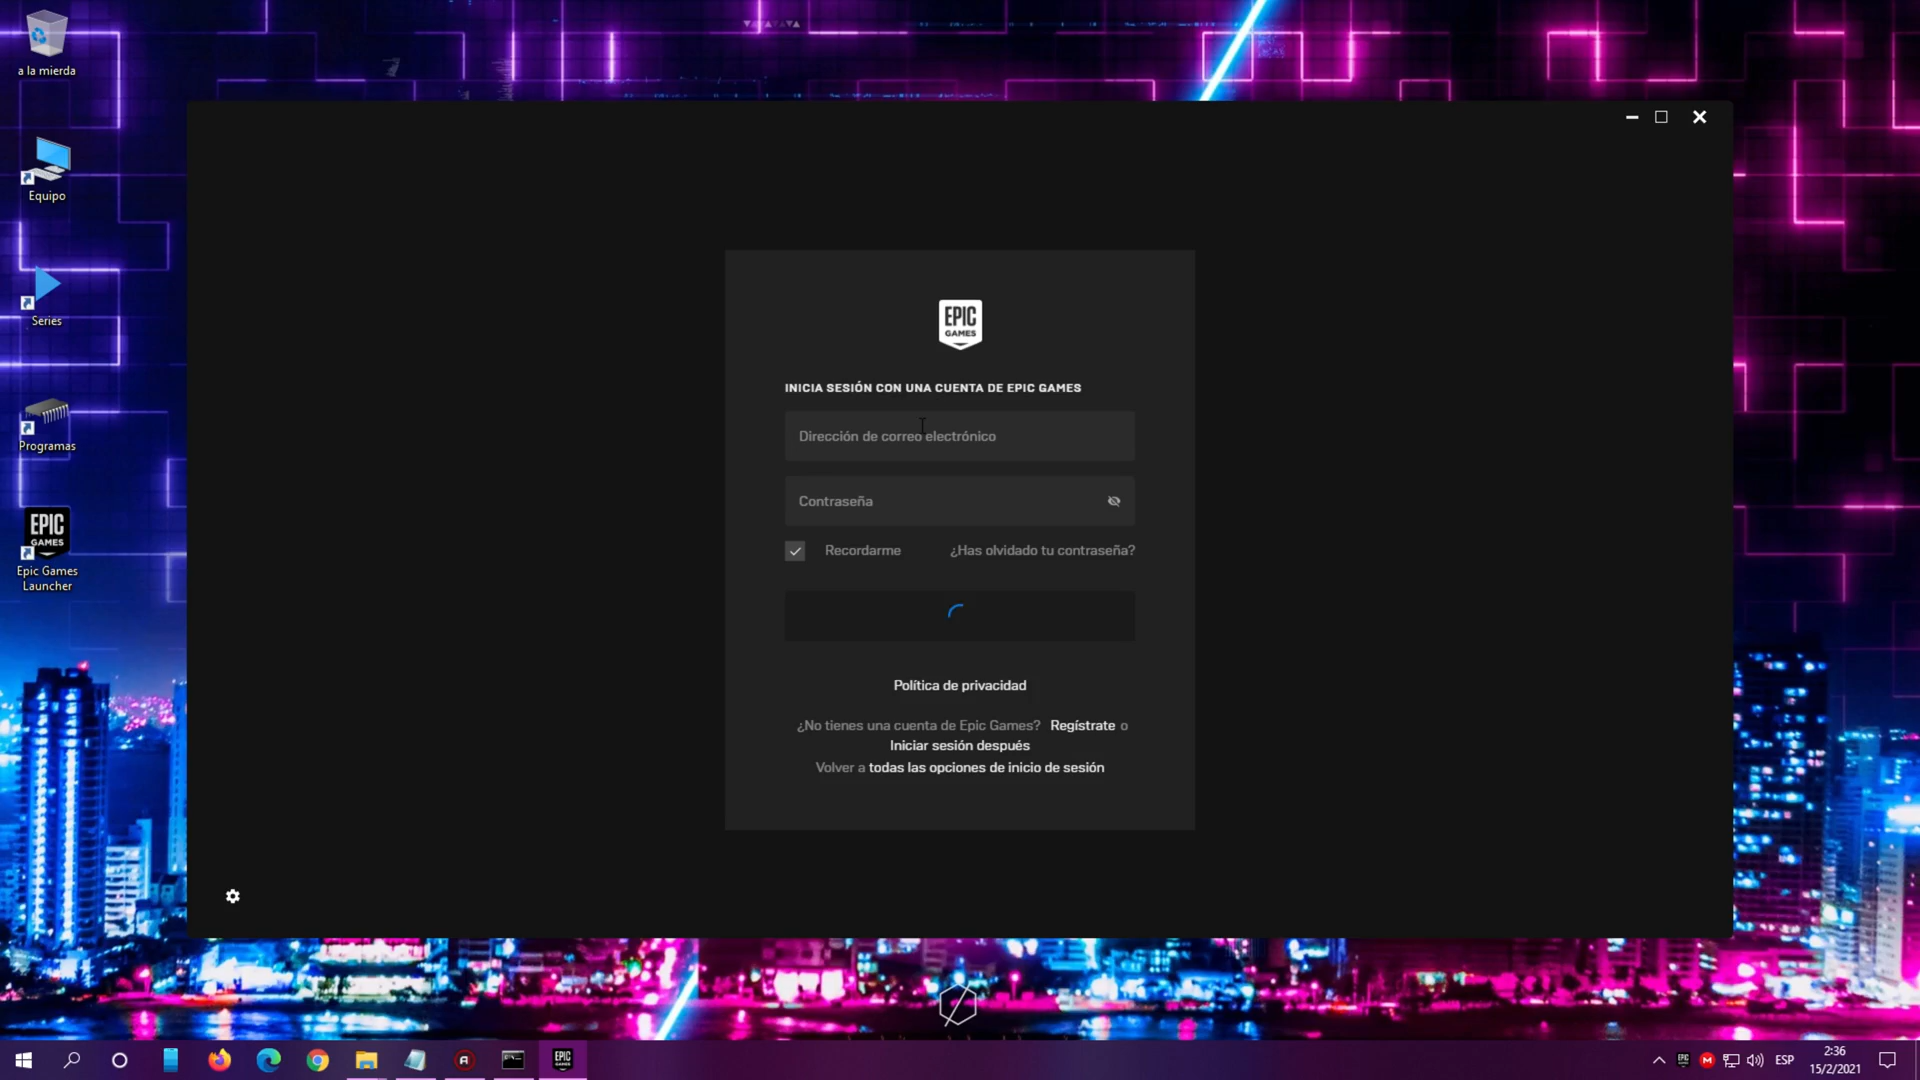 a la mierda
Equipo
Series
Programas
EPIC
GAMES
Epic Games
Launcher
EPIC
GAMES
INICIA SESIÓN CON UNA CUENTA DE EPIC GAMES
Dirección de correo electrónico
Contraseña
Recordarme ¿Has olvidado tu contraseña?
Política de privacidad
¿No tienes una cuenta de Epic Games? Regístrate o
Iniciar sesión después
Volver a todas las opciones de inicio de sesión
EPIC
GAMES
ESP
2:36
15/2/2021